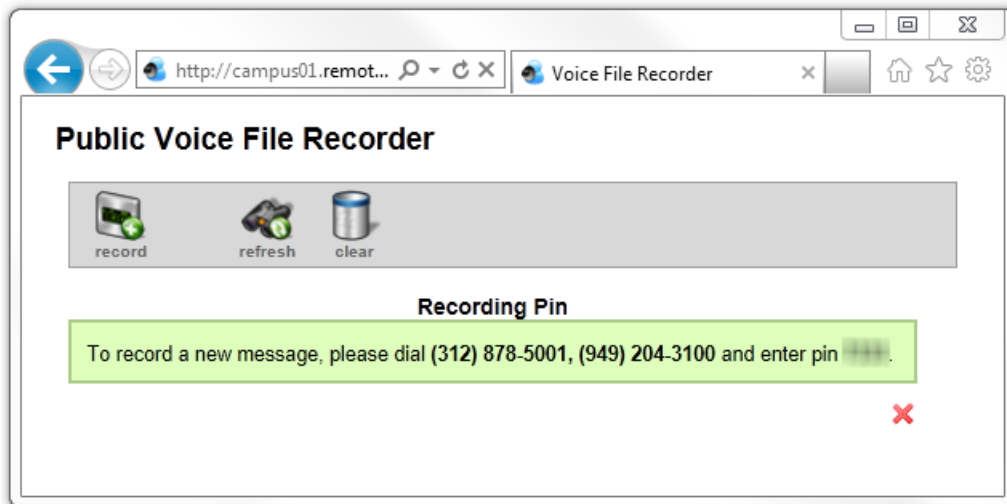 http://campus01.remot...
Voice File Recorder
Public Voice File Recorder
record
refresh
clear
Recording Pin
To record a new message, please dial (312) 878-5001, (949) 204-3100 and enter pin .